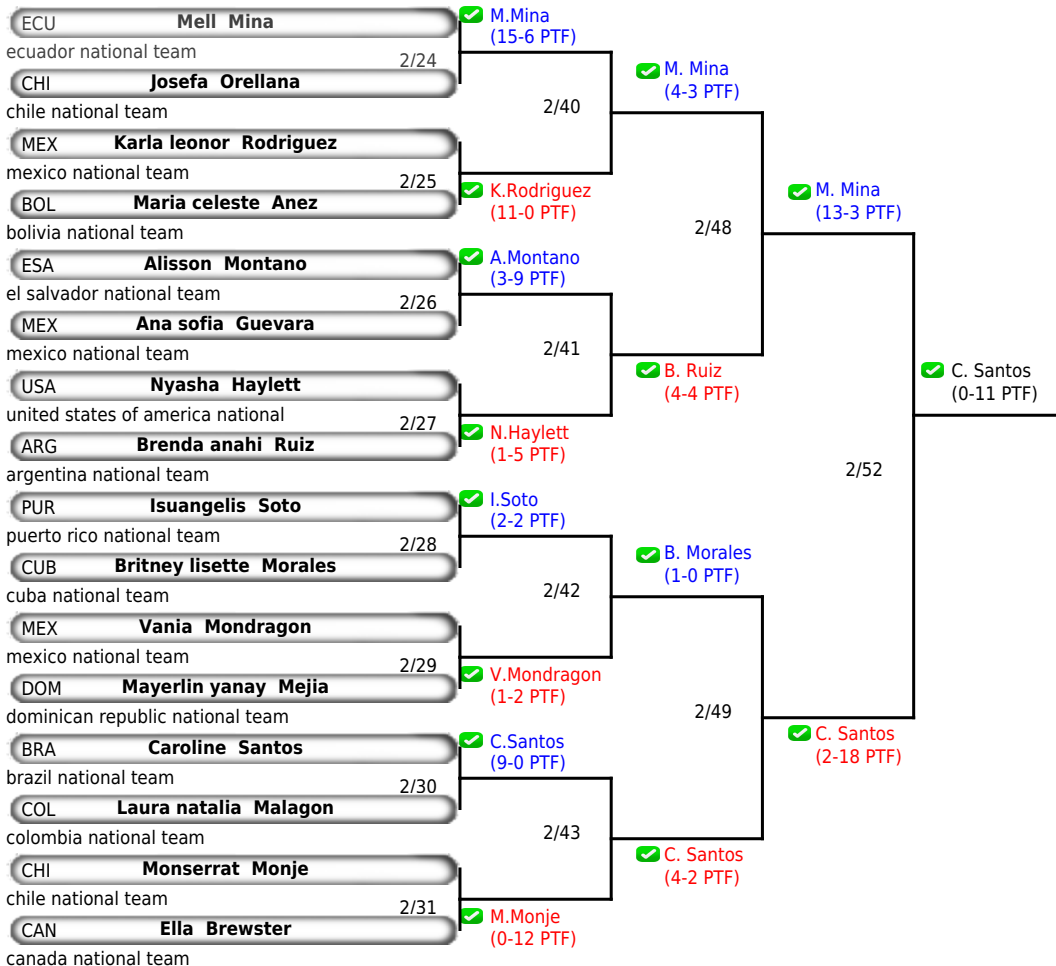 ECU Mell Mina
ecuador national team
2/24
CHI Josefa Orellana
chile national team
MEX Karla leonor Rodriguez
mexico national team
2/25
BOL Maria celeste Anez
bolivia national team
ESA Alisson Montano
el salvador national team
2/26
MEX Ana sofia Guevara
mexico national team
USA Nyasha Haylett
united states of america national
2/27
ARG Brenda anahi Ruiz
argentina national team
PUR Isuangelis Soto
puerto rico national team
2/28
CUB Britney lisette Morales
cuba national team
MEX Vania Mondragon
mexico national team
2/29
DOM Mayerlin yanay Mejia
dominican republic national team
BRA Caroline Santos
brazil national team
2/30
COL Laura natalia Malagon
colombia national team
CHI Monserrat Monje
chile national team
2/31
CAN Ella Brewster
canada national team
M.Mina
(15-6 PTF)
2/40
K.Rodriguez
(11-0 PTF)
A.Montano
(3-9 PTF)
2/41
N.Haylett
(1-5 PTF)
I.Soto
(2-2 PTF)
2/42
V.Mondragon
(1-2 PTF)
C.Santos
(9-0 PTF)
2/43
M.Monje
(0-12 PTF)
M. Mina
(4-3 PTF)
2/48
B. Ruiz
(4-4 PTF)
B. Morales
(1-0 PTF)
2/49
C. Santos
(4-2 PTF)
M. Mina
(13-3 PTF)
2/52
C. Santos
(2-18 PTF)
C. Santos
(0-11 PTF)